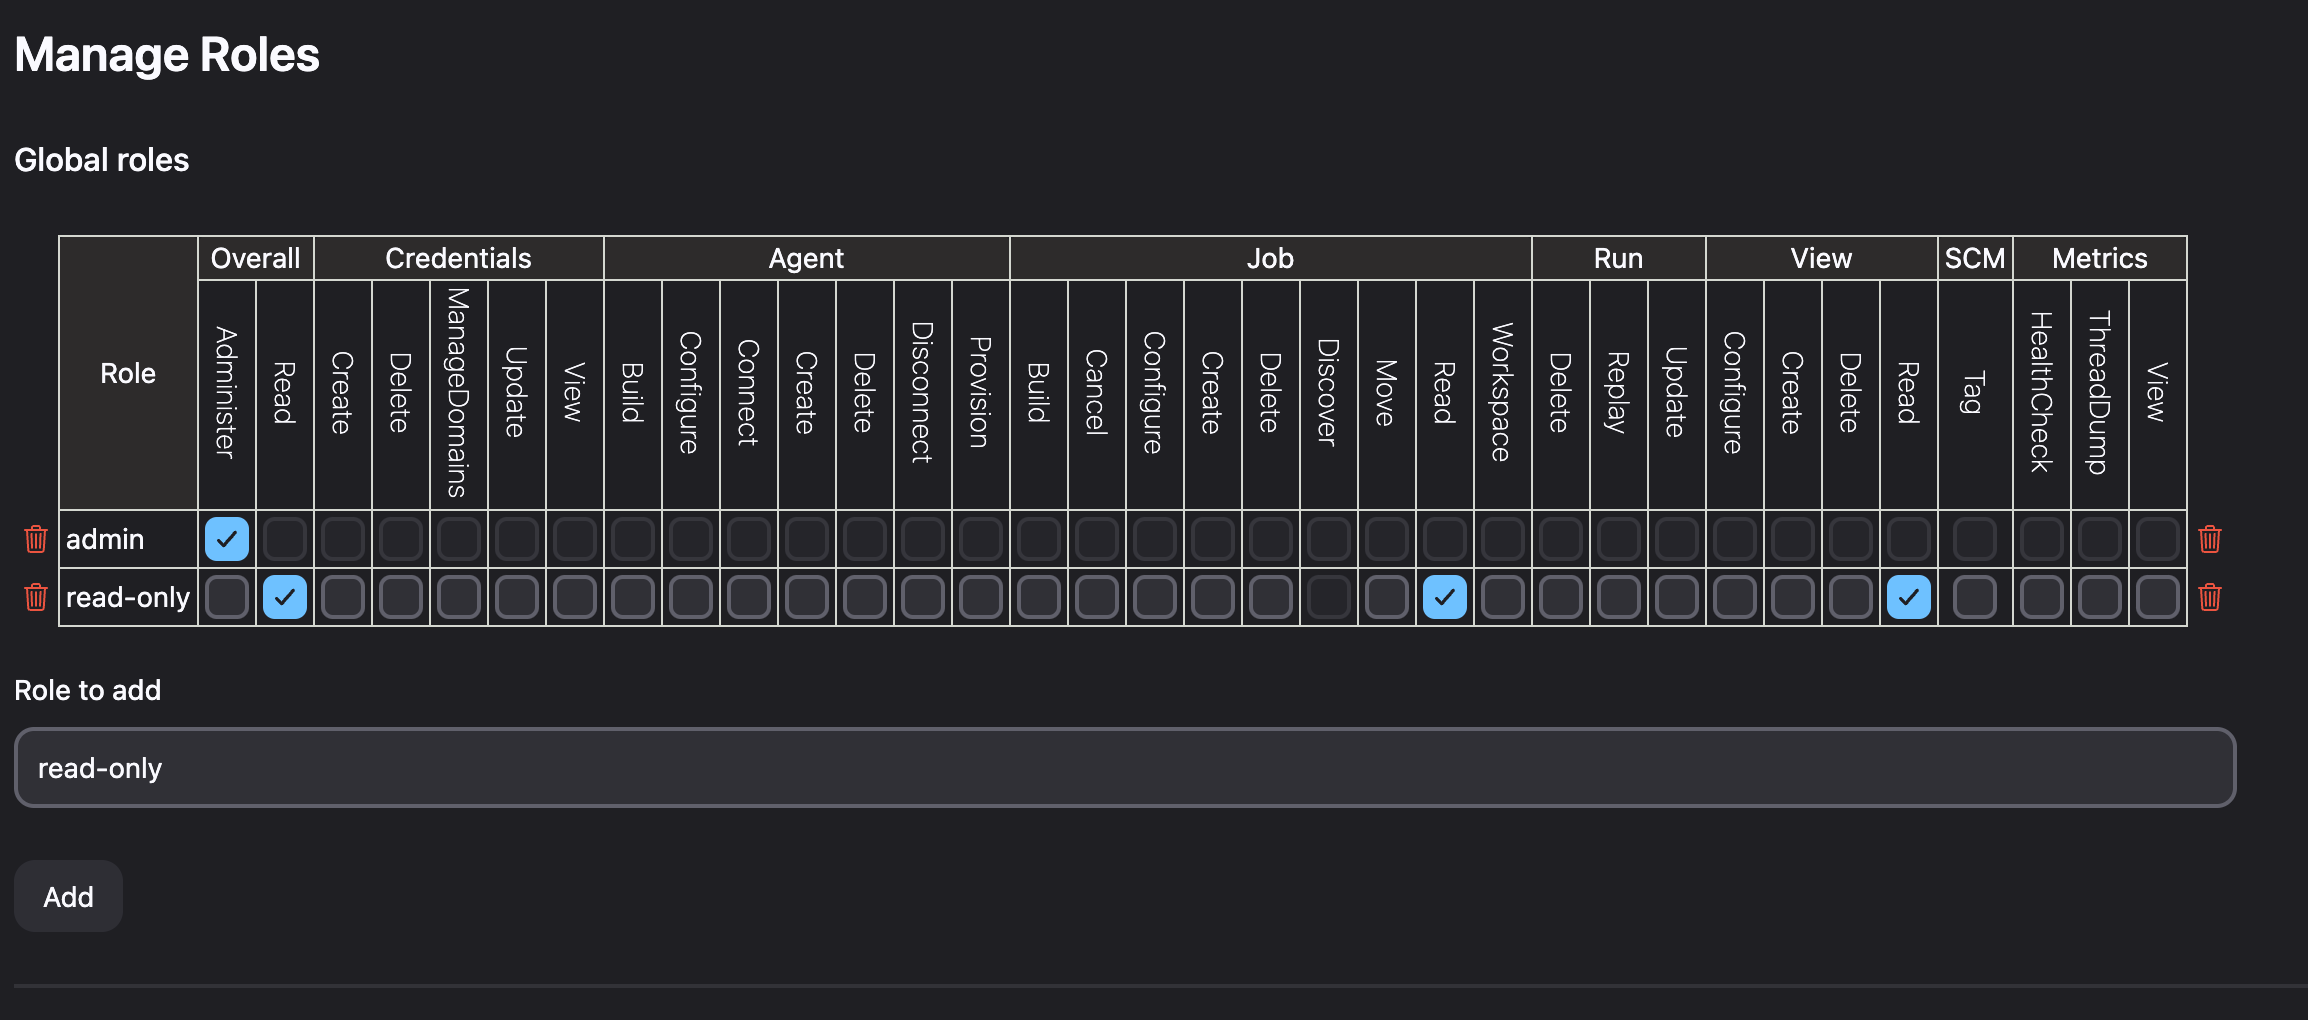 Manage Roles
Global roles
Role Overall Credentials Agent Job Run View SCM Metrics
Administer Read Create Delete ManageDomains Update View Build Configure Connect Create Delete Disconnect Provision Build Cancel Configure Create Delete Discover Move Read Workspace Delete Replay Update Configure Create Delete Read Tag HealthCheck ThreadDump View
admin
read-only
Role to add
read-only
Add